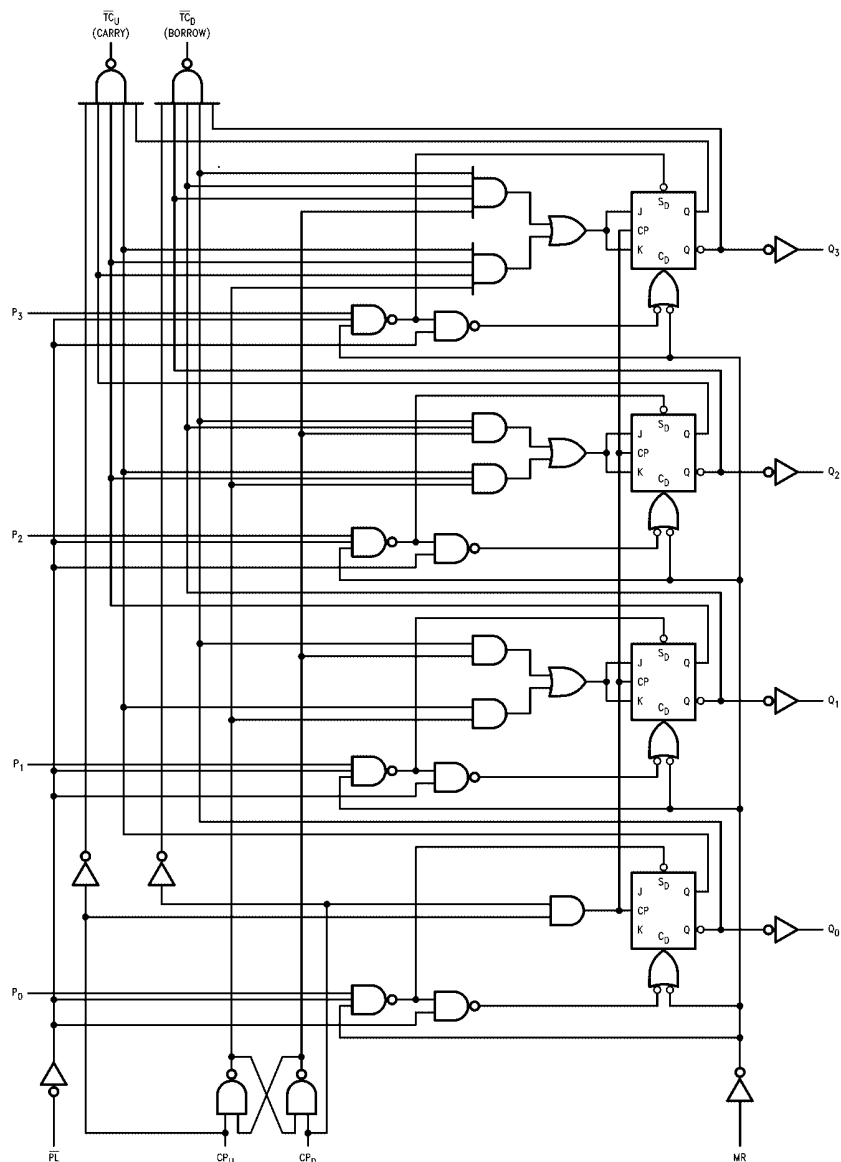 TC̅U TC̅D
(CARRY) (BORROW)
SD
J Q
CP
K Q
CD
Q3
P3
SD
J Q
CP
K Q
CD
Q2
P2
SD
J Q
CP
K Q
CD
Q1
P1
SD
J Q
CP
K Q
CD
Q0
P0
P̅L̅ CPU CPD MR